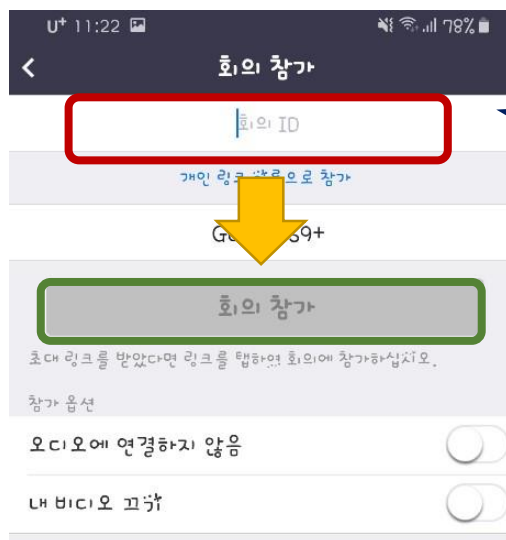 U+ 11:22 78%
회의 참가
회의 ID
개인 링크 으로 참가
S9+
회의 참가
초대 링크를 받았다면 링크를 탭하여 회의에 참가하십시오.
참가 옵션
오디오에 연결하지 않음
내 비디오 끄기